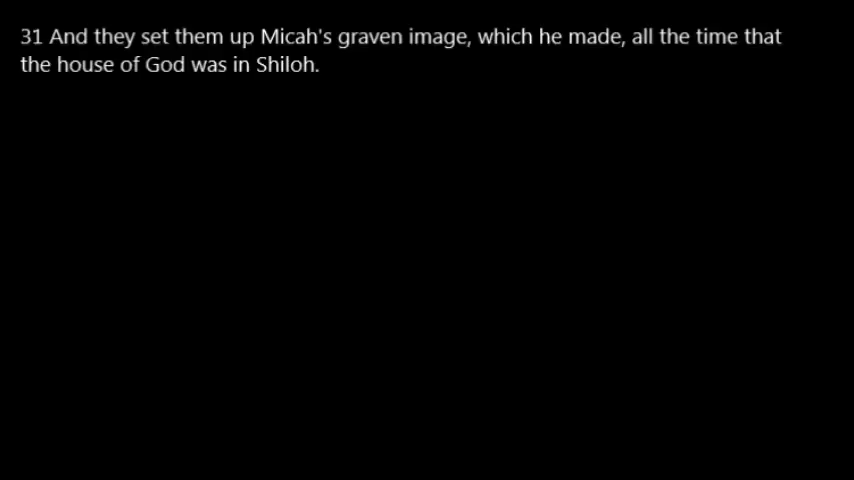 31 And they set them up Micah's graven image, which he made, all the time that
the house of God was in Shiloh.